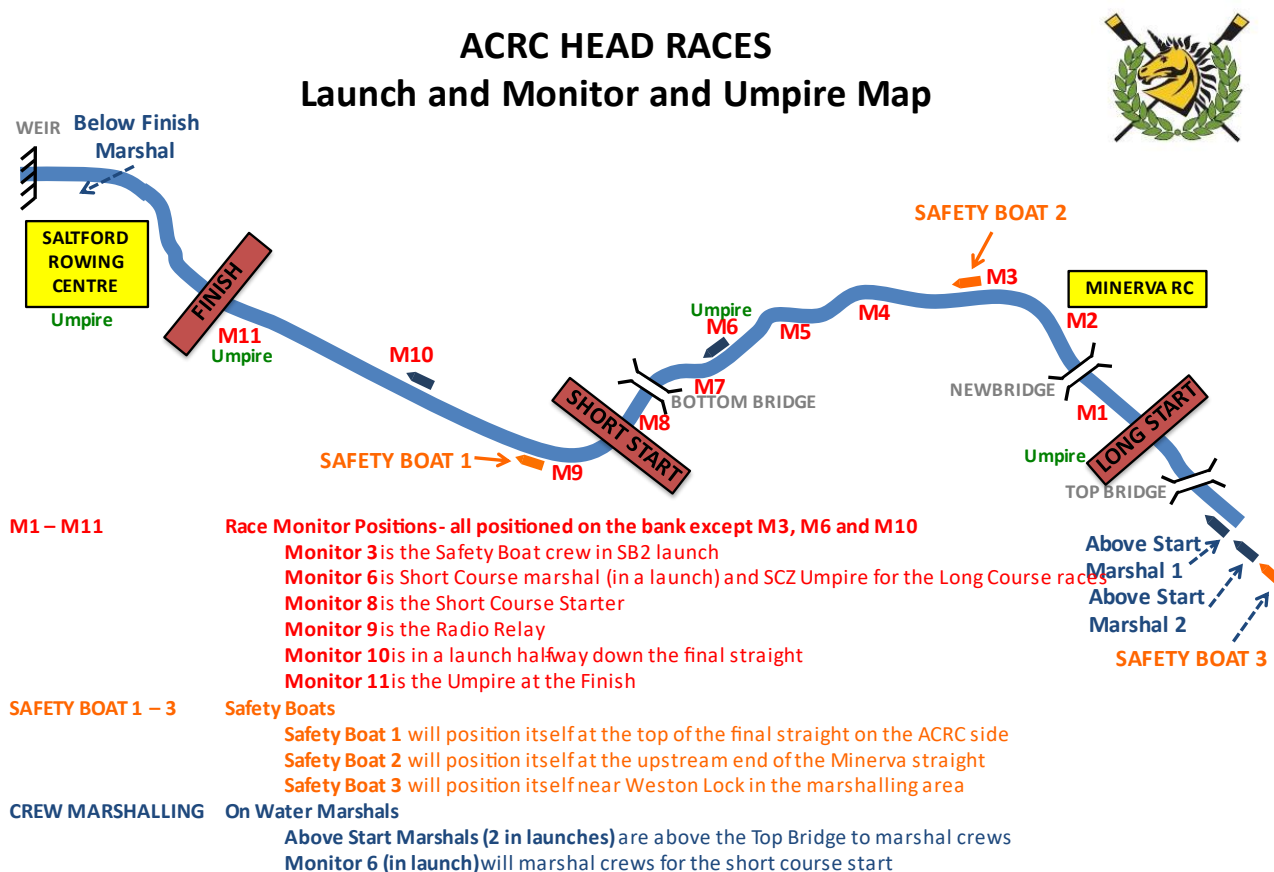 ACRC HEAD RACES
Launch and Monitor and Umpire Map
WEIR
Below Finish
Marshal
SALTFORD
ROWING
CENTRE
Umpire
FINISH
M11
Umpire
M10
SAFETY BOAT 1
M9
SHORT START
M8
BOTTOM BRIDGE
M7
Umpire
M6
M5
M4
SAFETY BOAT 2
M3
MINERVA RC
M2
NEWBRIDGE
M1
LONG START
Umpire
TOP BRIDGE
Above Start
Marshal 1
Above Start
Marshal 2
SAFETY BOAT 3
M1 – M11 Race Monitor Positions - all positioned on the bank except M3, M6 and M10
Monitor 3 is the Safety Boat crew in SB2 launch
Monitor 6 is Short Course marshal (in a launch) and SCZ Umpire for the Long Course races
Monitor 8 is the Short Course Starter
Monitor 9 is the Radio Relay
Monitor 10 is in a launch halfway down the final straight
Monitor 11 is the Umpire at the Finish
SAFETY BOAT 1 – 3 Safety Boats
Safety Boat 1 will position itself at the top of the final straight on the ACRC side
Safety Boat 2 will position itself at the upstream end of the Minerva straight
Safety Boat 3 will position itself near Weston Lock in the marshalling area
CREW MARSHALLING On Water Marshals
Above Start Marshals (2 in launches) are above the Top Bridge to marshal crews
Monitor 6 (in launch) will marshal crews for the short course start